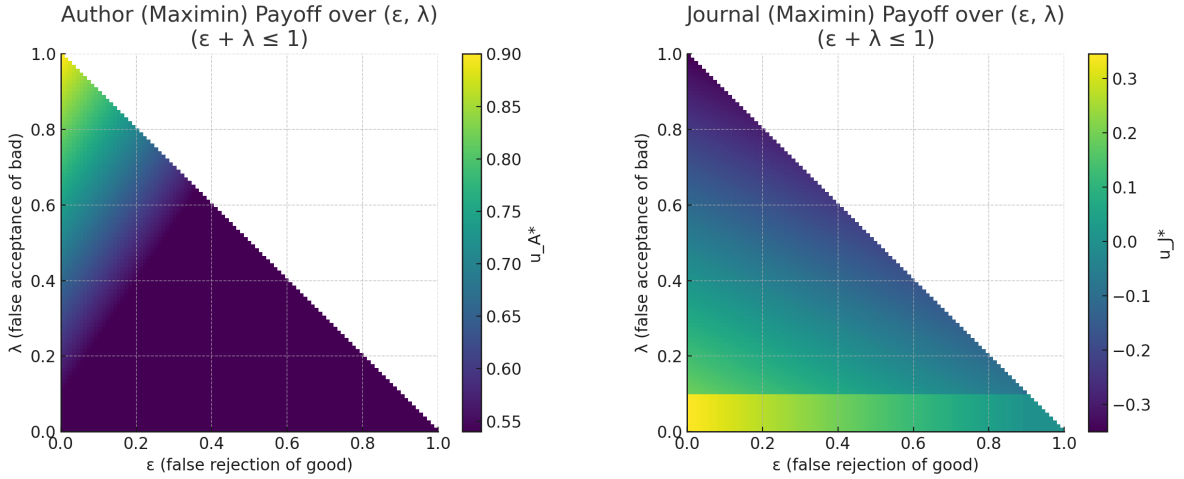 Author (Maximin) Payoff over (ε, λ)
(ε + λ ≤ 1)
1.0
0.8
0.6
0.4
0.2
0.0
λ (false acceptance of bad)
0.0 0.2 0.4 0.6 0.8 1.0
ε (false rejection of good)
0.90
0.85
0.80
0.75
0.70
0.65
0.60
0.55
u_A*
Journal (Maximin) Payoff over (ε, λ)
(ε + λ ≤ 1)
1.0
0.8
0.6
0.4
0.2
0.0
λ (false acceptance of bad)
0.0 0.2 0.4 0.6 0.8 1.0
ε (false rejection of good)
0.3
0.2
0.1
0.0
−0.1
−0.2
−0.3
u_J*